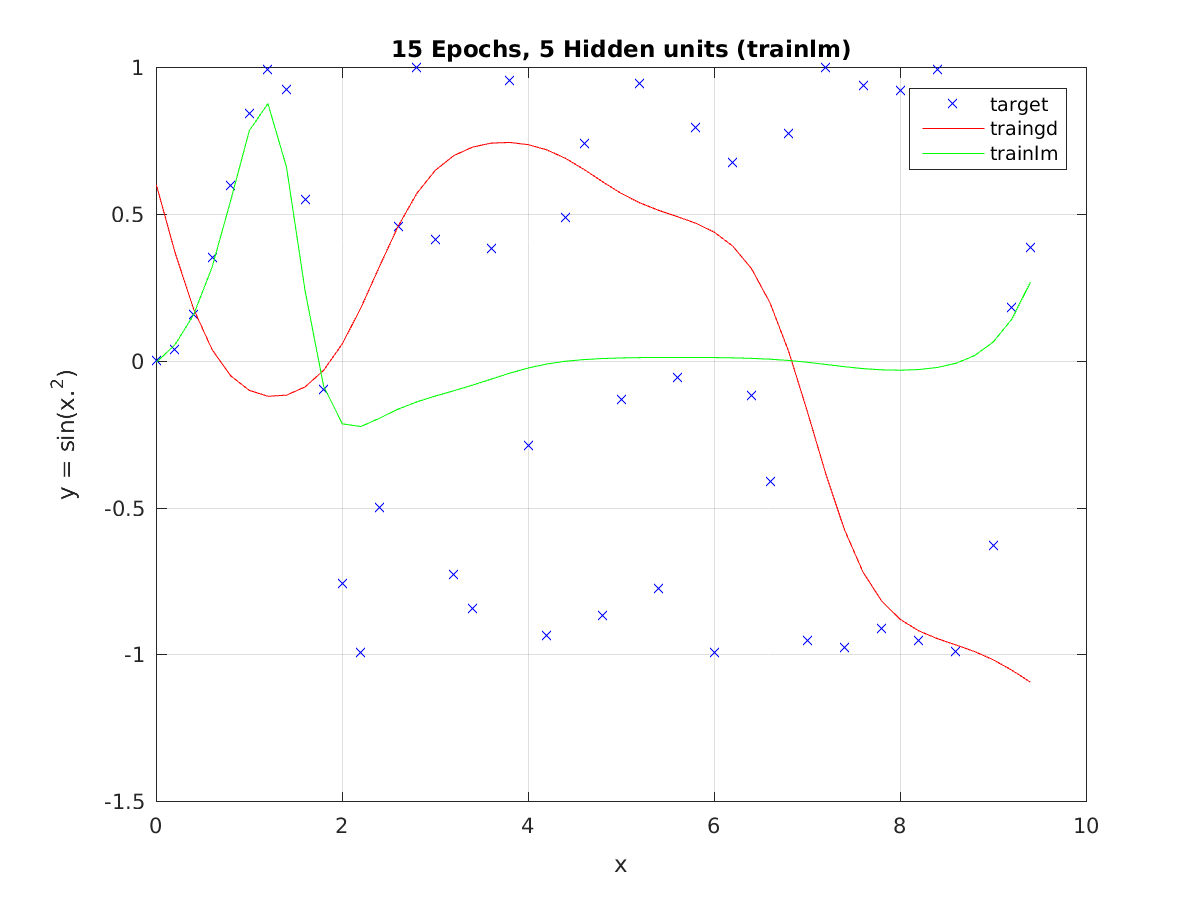 15 Epochs, 5 Hidden units (trainlm)
1
0.5
0
-0.5
-1
-1.5
y = sin(x.²)
0 2 4 6 8 10
x
target
traingd
trainlm